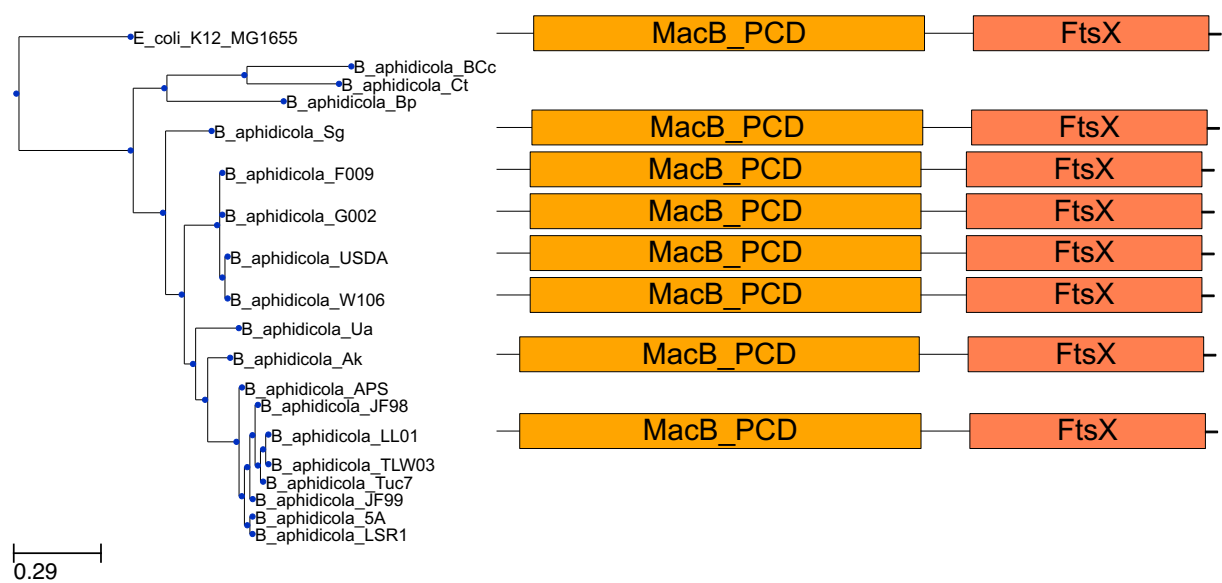 E_coli_K12_MG1655 MacB_PCD FtsX
B_aphidicola_BCc
B_aphidicola_Ct
B_aphidicola_Bp
B_aphidicola_Sg MacB_PCD FtsX
B_aphidicola_F009 MacB_PCD FtsX
B_aphidicola_G002 MacB_PCD FtsX
B_aphidicola_USDA MacB_PCD FtsX
B_aphidicola_W106 MacB_PCD FtsX
B_aphidicola_Ua
B_aphidicola_Ak MacB_PCD FtsX
B_aphidicola_APS
B_aphidicola_JF98
B_aphidicola_LL01 MacB_PCD FtsX
B_aphidicola_TLW03
B_aphidicola_Tuc7
B_aphidicola_JF99
B_aphidicola_5A
B_aphidicola_LSR1
0.29